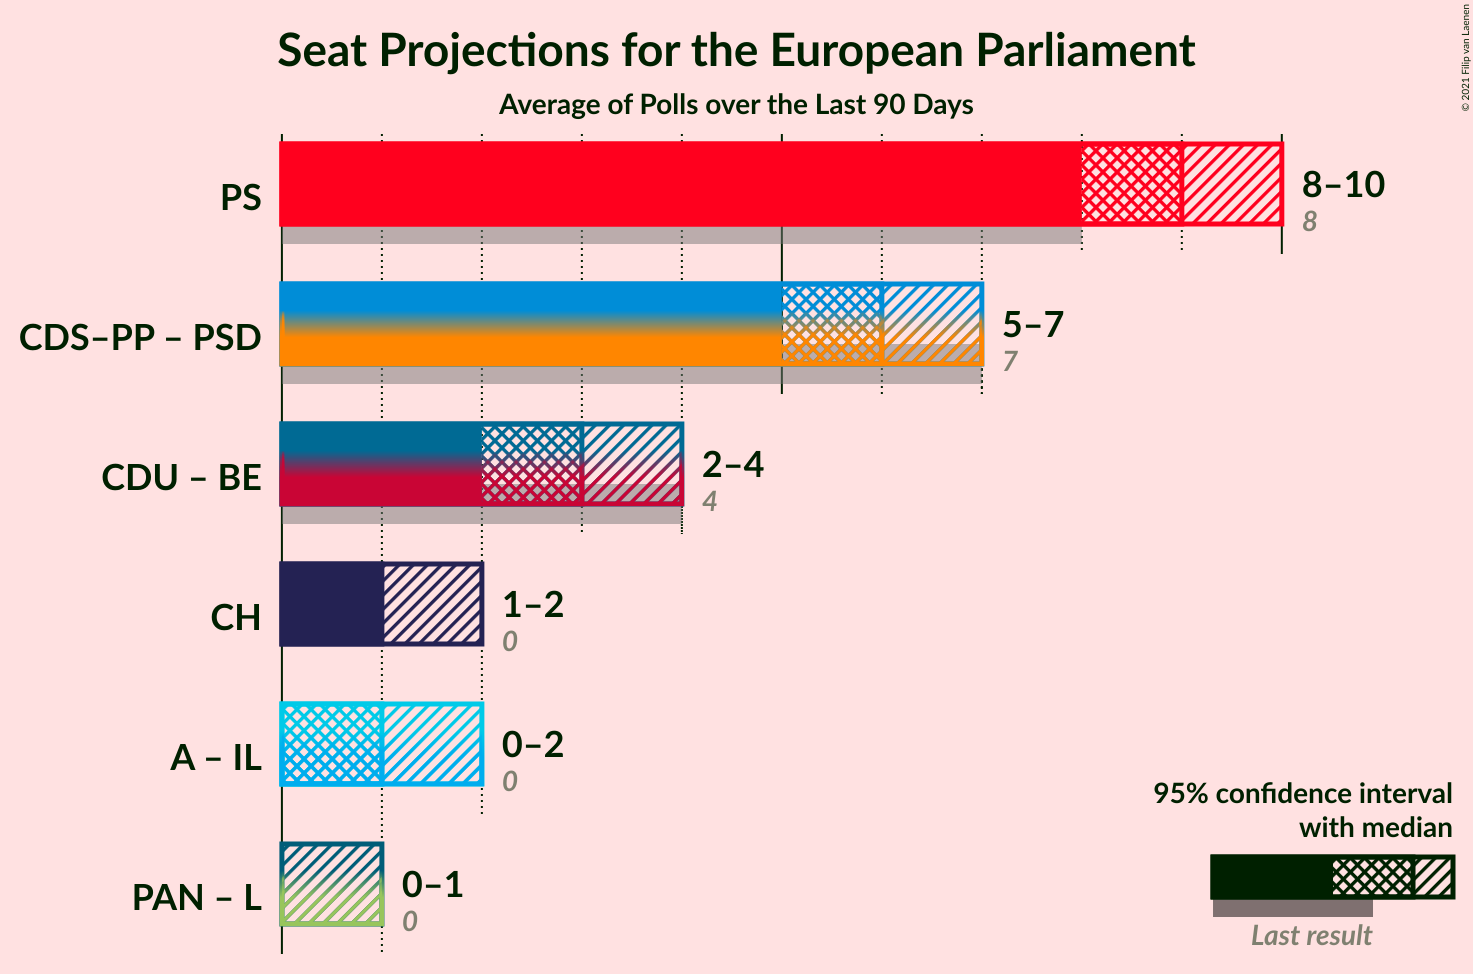 Seat Projections for the European Parliament
Average of Polls over the Last 90 Days
© 2021 Filip van Laenen
PS
8–10
8
CDS–PP – PSD
5–7
7
CDU – BE
2–4
4
CH
1–2
0
A – IL
0–2
0
PAN – L
0–1
0
95% confidence interval
with median
Last result